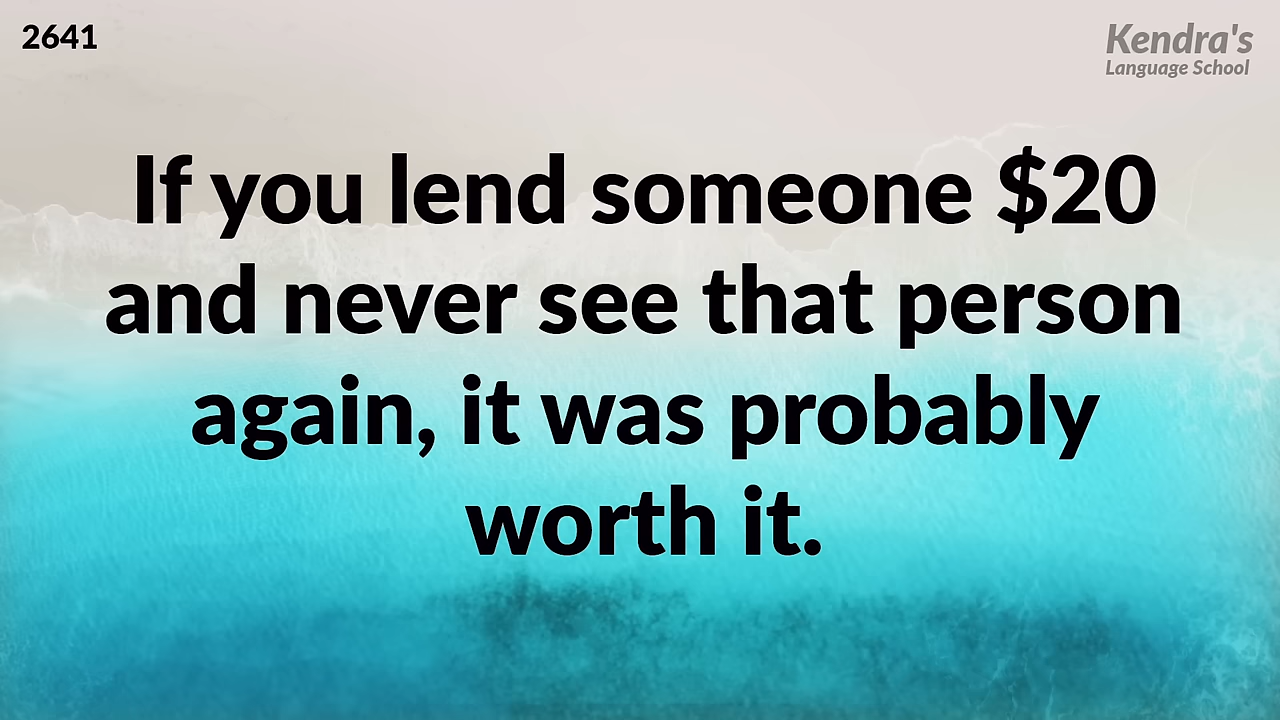 2641
Kendra's
Language School
If you lend someone $20
and never see that person
again, it was probably
worth it.